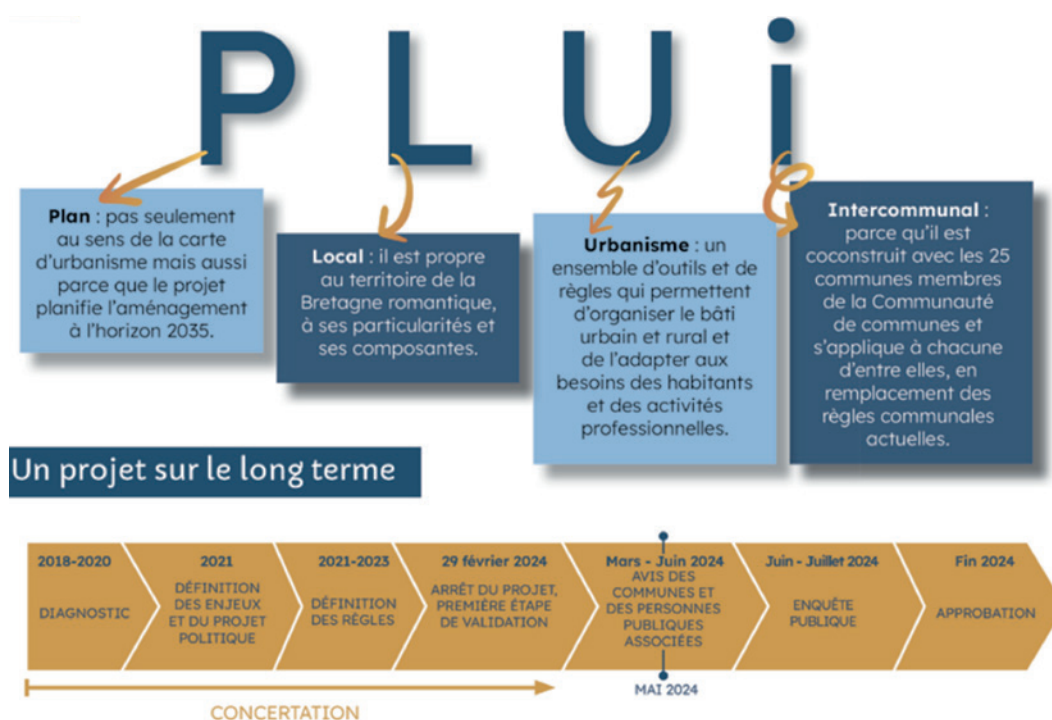 PLUi
Plan : pas seulement
au sens de la carte
d'urbanisme mais aussi
parce que le projet
planifie l'aménagement
à l'horizon 2035.
Local : il est propre
au territoire de la
Bretagne romantique,
à ses particularités et
ses composantes.
Urbanisme : un
ensemble d'outils et de
règles qui permettent
d'organiser le bâti
urbain et rural et
de l'adapter aux
besoins des habitants
et des activités
professionnelles.
Intercommunal :
parce qu'il est
coconstruit avec les 25
communes membres
de la Communauté
de communes et
s'applique à chacune
d'entre elles, en
remplacement des
règles communales
actuelles.
Un projet sur le long terme
2018-2020
DIAGNOSTIC
2021
DÉFINITION
DES ENJEUX
ET DU PROJET
POLITIQUE
2021-2023
DÉFINITION
DES RÈGLES
29 février 2024
ARRÊT DU PROJET,
PREMIÈRE ÉTAPE
DE VALIDATION
Mars - Juin 2024
AVIS DES
COMMUNES ET
DES PERSONNES
PUBLIQUES
ASSOCIÉES
Juin - Juillet 2024
ENQUÊTE
PUBLIQUE
Fin 2024
APPROBATION
MAI 2024
CONCERTATION